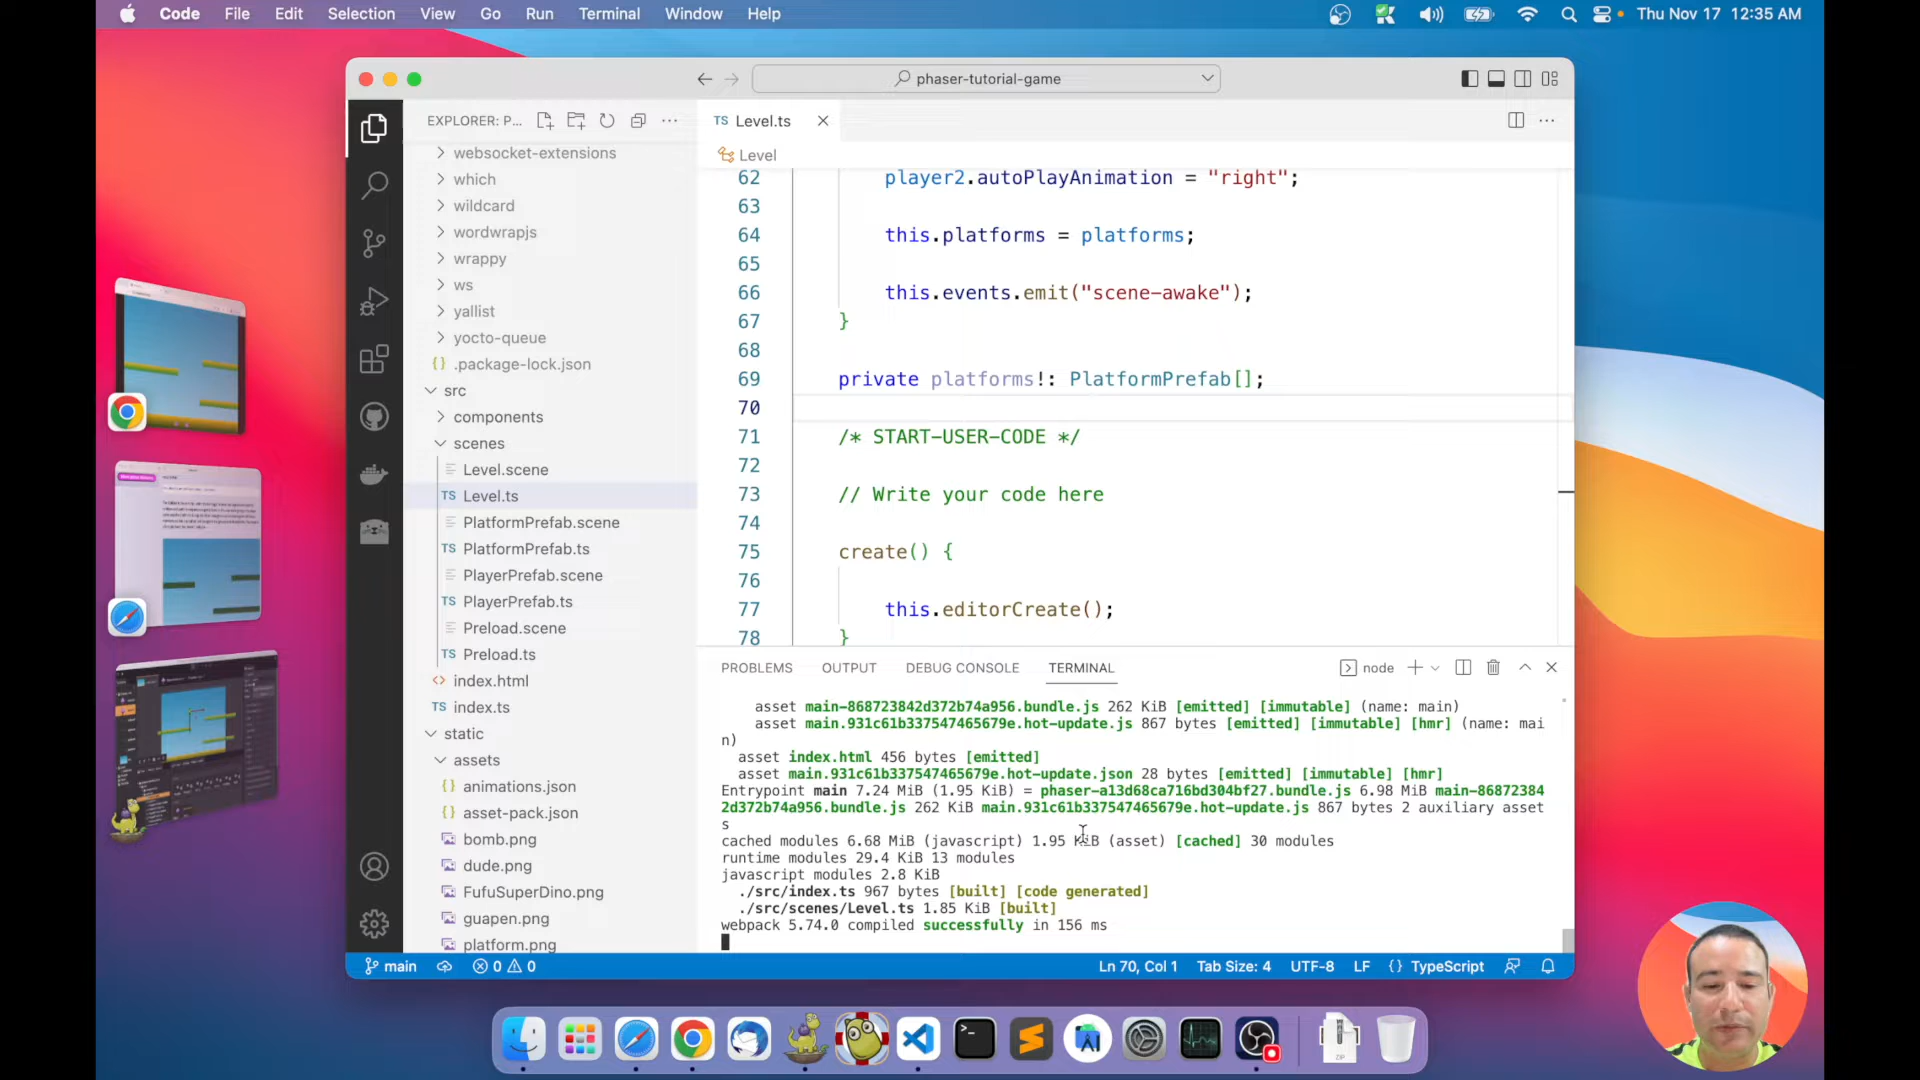 Code File Edit Selection View Go Run Terminal Window Help Thu Nov 17 12:35 AM
phaser-tutorial-game
EXPLORER: P...
websocket-extensions
which
wildcard
wordwrapjs
wrappy
ws
yallist
yocto-queue
{} .package-lock.json
src
components
scenes
Level.scene
TS Level.ts
PlatformPrefab.scene
TS PlatformPrefab.ts
PlayerPrefab.scene
TS PlayerPrefab.ts
Preload.scene
TS Preload.ts
<> index.html
TS index.ts
static
assets
{} animations.json
{} asset-pack.json
bomb.png
dude.png
FufuSuperDino.png
guapen.png
platform.png
TS Level.ts
Level
62 player2.autoPlayAnimation = "right";
63
64 this.platforms = platforms;
65
66 this.events.emit("scene-awake");
67 }
68
69 private platforms!: PlatformPrefab[];
70
71 /* START-USER-CODE */
72
73 // Write your code here
74
75 create() {
76
77 this.editorCreate();
78 }
PROBLEMS OUTPUT DEBUG CONSOLE TERMINAL node
asset main-868723842d372b74a956.bundle.js 262 KiB [emitted] [immutable] (name: main)
asset main.931c61b337547465679e.hot-update.js 867 bytes [emitted] [immutable] [hmr] (name: mai
n)
asset index.html 456 bytes [emitted]
asset main.931c61b337547465679e.hot-update.json 28 bytes [emitted] [immutable] [hmr]
Entrypoint main 7.24 MiB (1.95 KiB) = phaser-a13d68ca716bd304bf27.bundle.js 6.98 MiB main-86872384
2d372b74a956.bundle.js 262 KiB main.931c61b337547465679e.hot-update.js 867 bytes 2 auxiliary asset
s
cached modules 6.68 MiB (javascript) 1.95 KiB (asset) [cached] 30 modules
runtime modules 29.4 KiB 13 modules
javascript modules 2.8 KiB
./src/index.ts 967 bytes [built] [code generated]
./src/scenes/Level.ts 1.85 KiB [built]
webpack 5.74.0 compiled successfully in 156 ms
main 0 0 Ln 70, Col 1 Tab Size: 4 UTF-8 LF {} TypeScript
ZIP